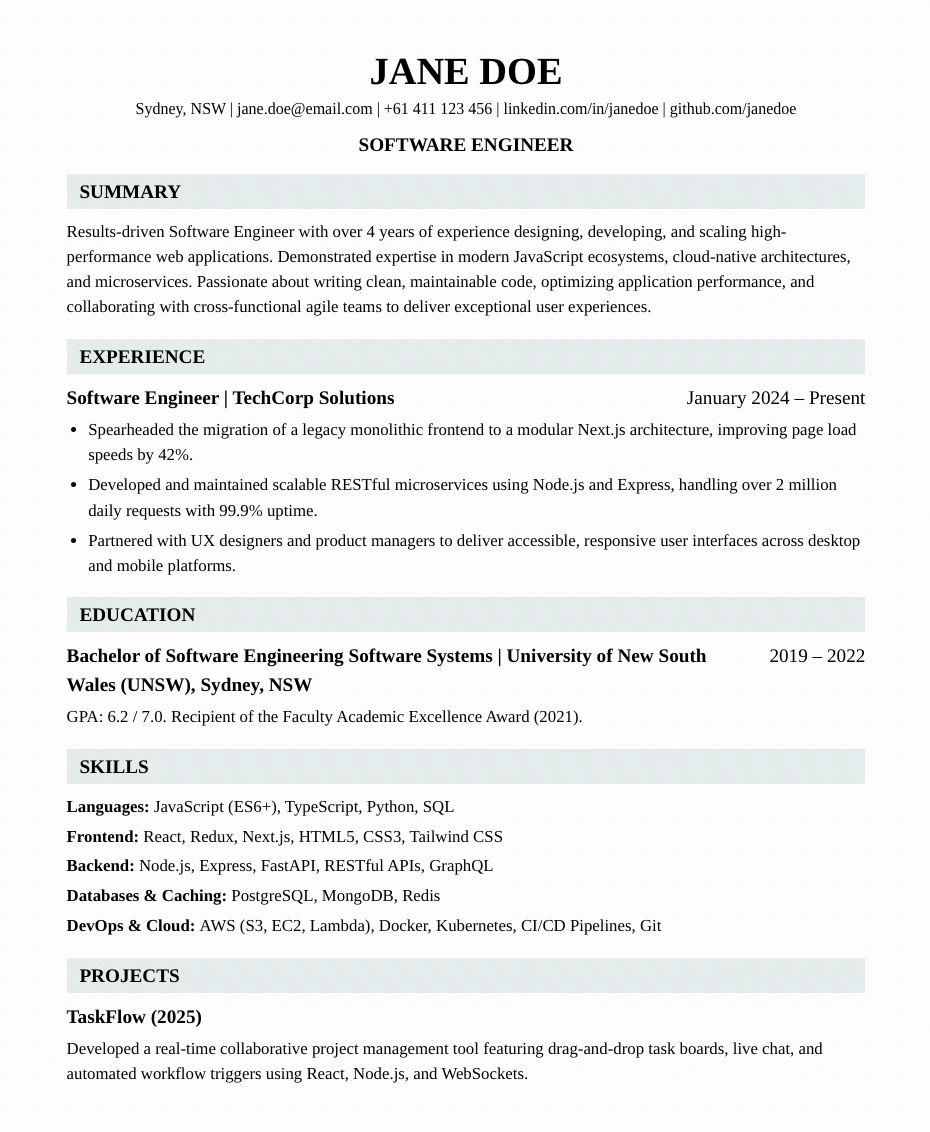 JANE DOE
Sydney, NSW | jane.doe@email.com | +61 411 123 456 | linkedin.com/in/janedoe | github.com/janedoe
SOFTWARE ENGINEER
SUMMARY
Results-driven Software Engineer with over 4 years of experience designing, developing, and scaling high-
performance web applications. Demonstrated expertise in modern JavaScript ecosystems, cloud-native architectures,
and microservices. Passionate about writing clean, maintainable code, optimizing application performance, and
collaborating with cross-functional agile teams to deliver exceptional user experiences.
EXPERIENCE
Software Engineer | TechCorp Solutions January 2024 – Present
• Spearheaded the migration of a legacy monolithic frontend to a modular Next.js architecture, improving page load
speeds by 42%.
• Developed and maintained scalable RESTful microservices using Node.js and Express, handling over 2 million
daily requests with 99.9% uptime.
• Partnered with UX designers and product managers to deliver accessible, responsive user interfaces across desktop
and mobile platforms.
EDUCATION
Bachelor of Software Engineering Software Systems | University of New South 2019 – 2022
Wales (UNSW), Sydney, NSW
GPA: 6.2 / 7.0. Recipient of the Faculty Academic Excellence Award (2021).
SKILLS
Languages: JavaScript (ES6+), TypeScript, Python, SQL
Frontend: React, Redux, Next.js, HTML5, CSS3, Tailwind CSS
Backend: Node.js, Express, FastAPI, RESTful APIs, GraphQL
Databases & Caching: PostgreSQL, MongoDB, Redis
DevOps & Cloud: AWS (S3, EC2, Lambda), Docker, Kubernetes, CI/CD Pipelines, Git
PROJECTS
TaskFlow (2025)
Developed a real-time collaborative project management tool featuring drag-and-drop task boards, live chat, and
automated workflow triggers using React, Node.js, and WebSockets.